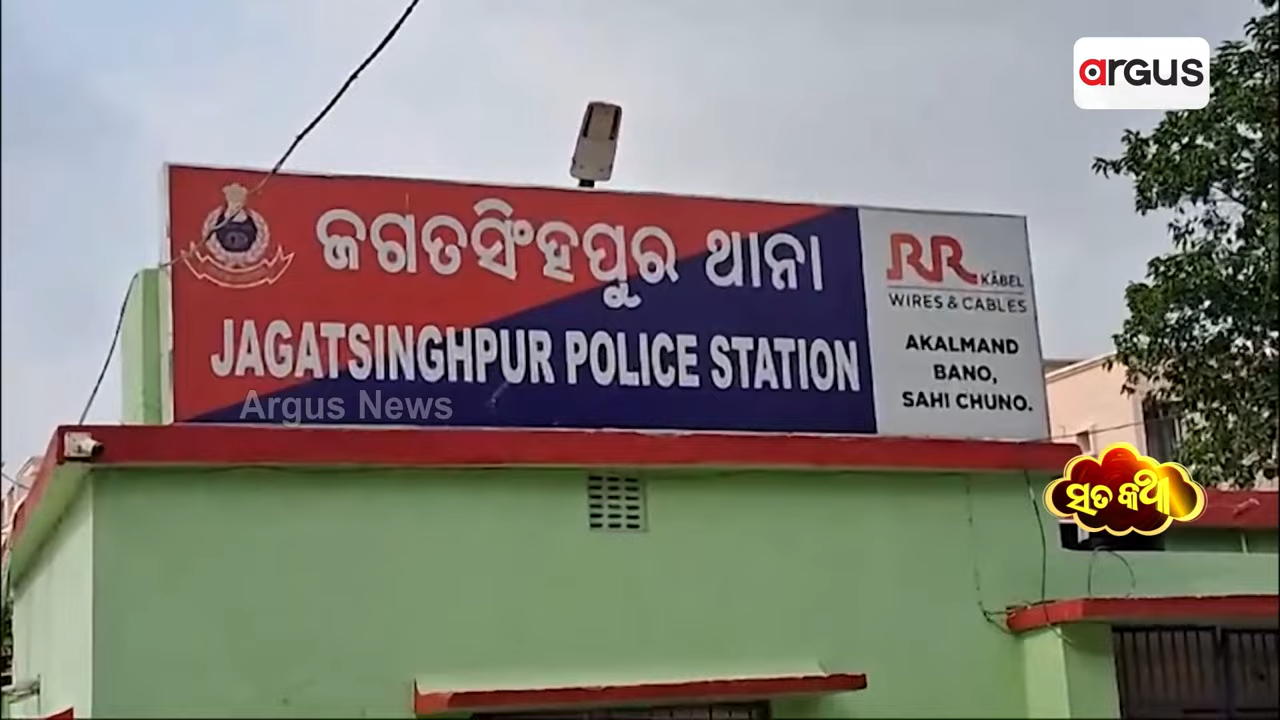 argus
ଜଗତସିଂହପୁର ଥାନା
JAGATSINGHPUR POLICE STATION
RR KABEL
WIRES & CABLES
AKALMAND
BANO,
SAHI CHUNO.
Argus News
ସତ କଥା